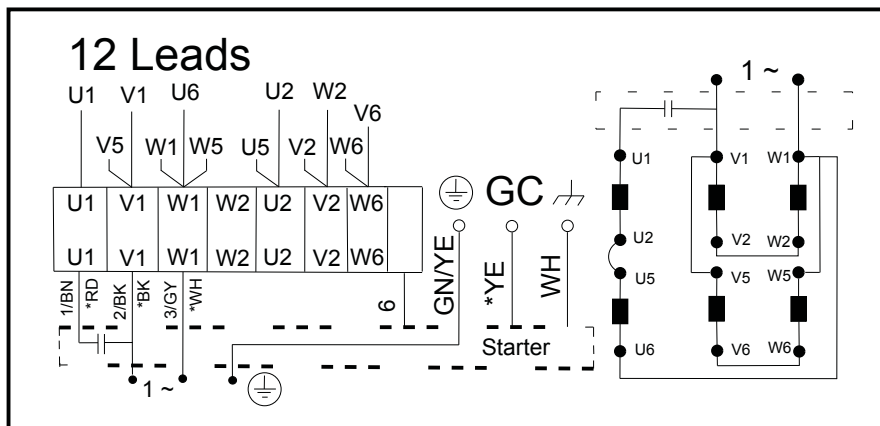 12 Leads
U1 V1 U6 U2 W2
V6
V5 W1 W5 U5 V2 W6
U1 V1 W1 W2 U2 V2 W6
U1 V1 W1 W2 U2 V2 W6
1/BN *RD 2/BK *BK 3/GY *WH 6 GN/YE *YE WH
GC
Starter
1 ~
1 ~
U1 V1 W1
U2 V2 W2
U5 V5 W5
U6 V6 W6